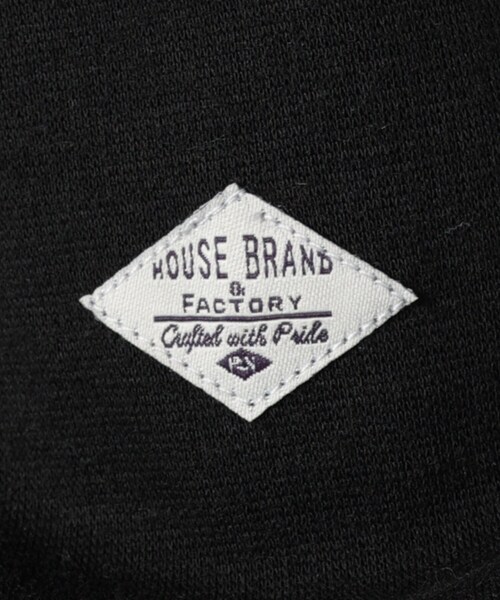 HOUSE BRAND
&
FACTORY
Crafted with Pride